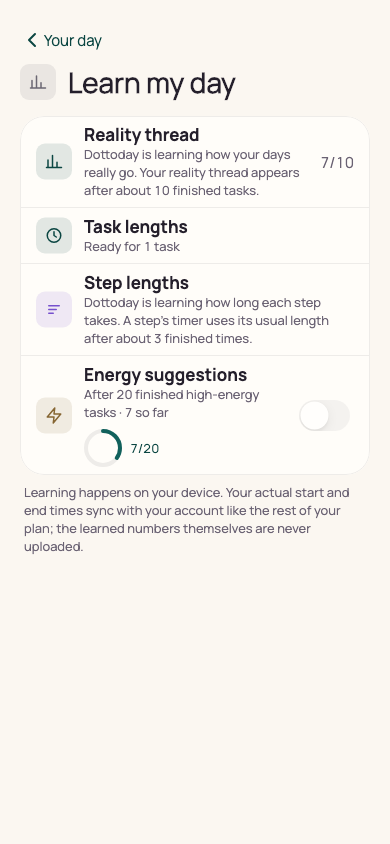 Your day
Learn my day
Reality thread
Dottoday is learning how your days
really go. Your reality thread appears
after about 10 finished tasks.
7/10
Task lengths
Ready for 1 task
Step lengths
Dottoday is learning how long each step
takes. A step's timer uses its usual length
after about 3 finished times.
Energy suggestions
After 20 finished high-energy
tasks · 7 so far
7/20
Learning happens on your device. Your actual start and
end times sync with your account like the rest of your
plan; the learned numbers themselves are never
uploaded.